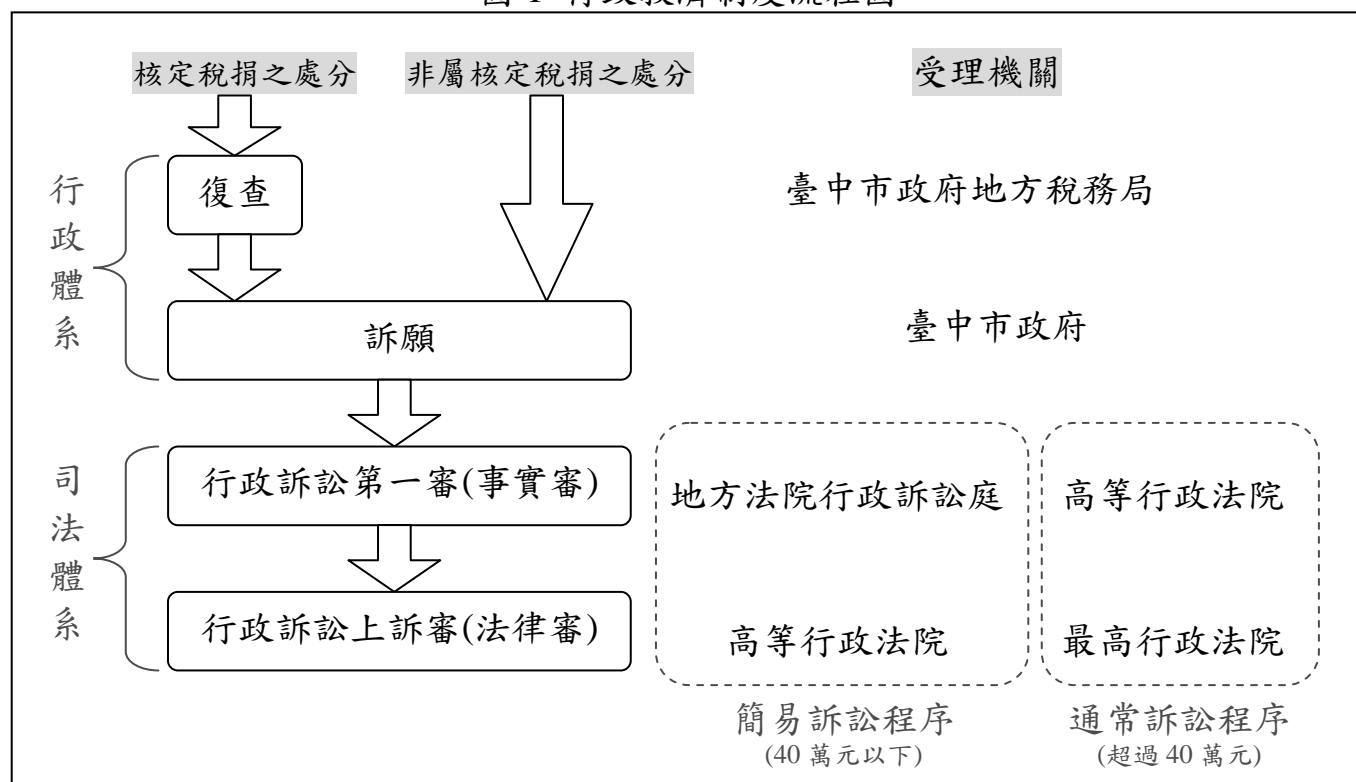 核定稅捐之處分 非屬核定稅捐之處分 受理機關
行政體系
復查 臺中市政府地方稅務局
訴願 臺中市政府
司法體系
行政訴訟第一審(事實審) 地方法院行政訴訟庭 高等行政法院
行政訴訟上訴審(法律審) 高等行政法院 最高行政法院
簡易訴訟程序 通常訴訟程序
(40 萬元以下) (超過 40 萬元)